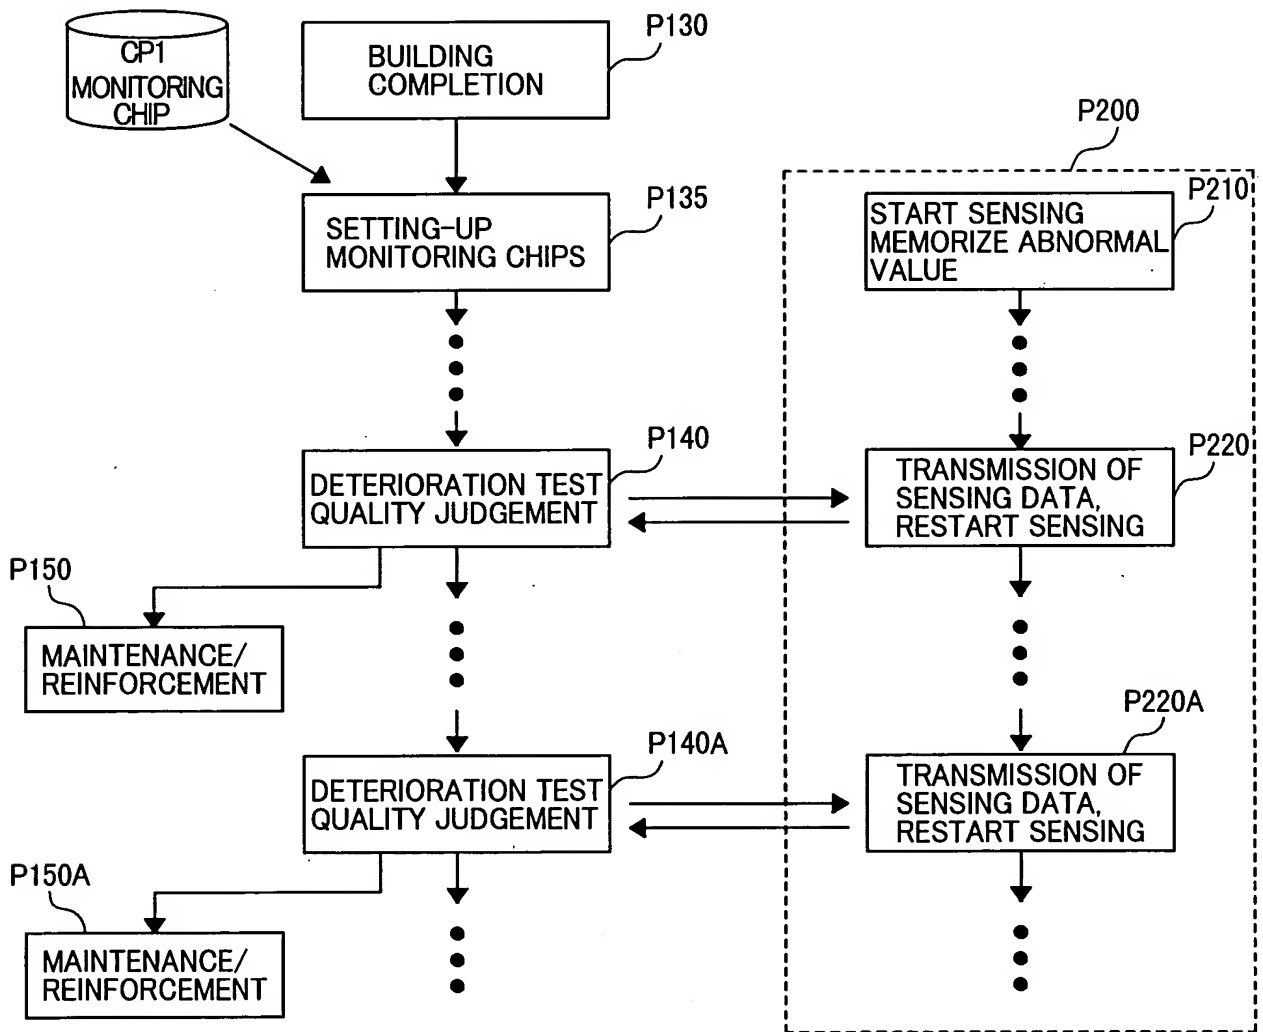 CP1
MONITORING
CHIP
BUILDING
COMPLETION
P130
P200
SETTING-UP
MONITORING CHIPS
P135
START SENSING
MEMORIZE ABNORMAL
VALUE
P210
DETERIORATION TEST
QUALITY JUDGEMENT
P140
TRANSMISSION OF
SENSING DATA,
RESTART SENSING
P220
P150
MAINTENANCE/
REINFORCEMENT
DETERIORATION TEST
QUALITY JUDGEMENT
P140A
TRANSMISSION OF
SENSING DATA,
RESTART SENSING
P220A
P150A
MAINTENANCE/
REINFORCEMENT